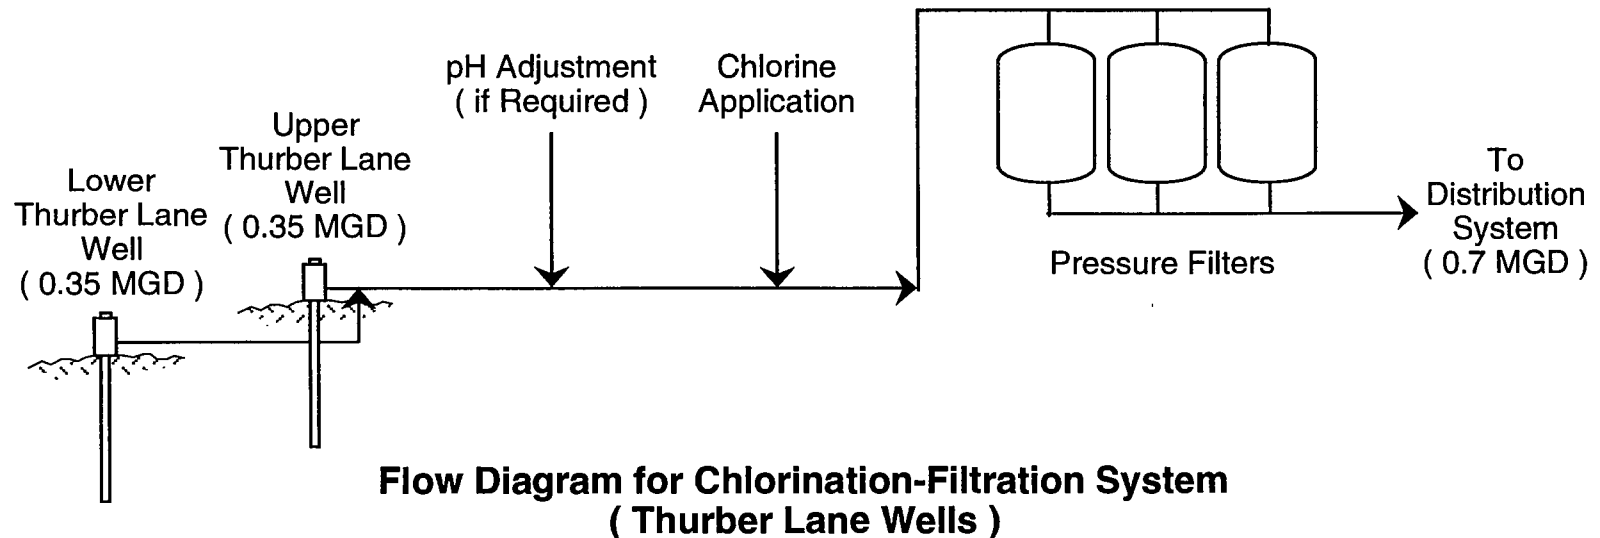 Lower
Thurber Lane
Well
( 0.35 MGD )
Upper
Thurber Lane
Well
( 0.35 MGD )
pH Adjustment
( if Required )
Chlorine
Application
Pressure Filters
To
Distribution
System
( 0.7 MGD )
Flow Diagram for Chlorination-Filtration System
( Thurber Lane Wells )